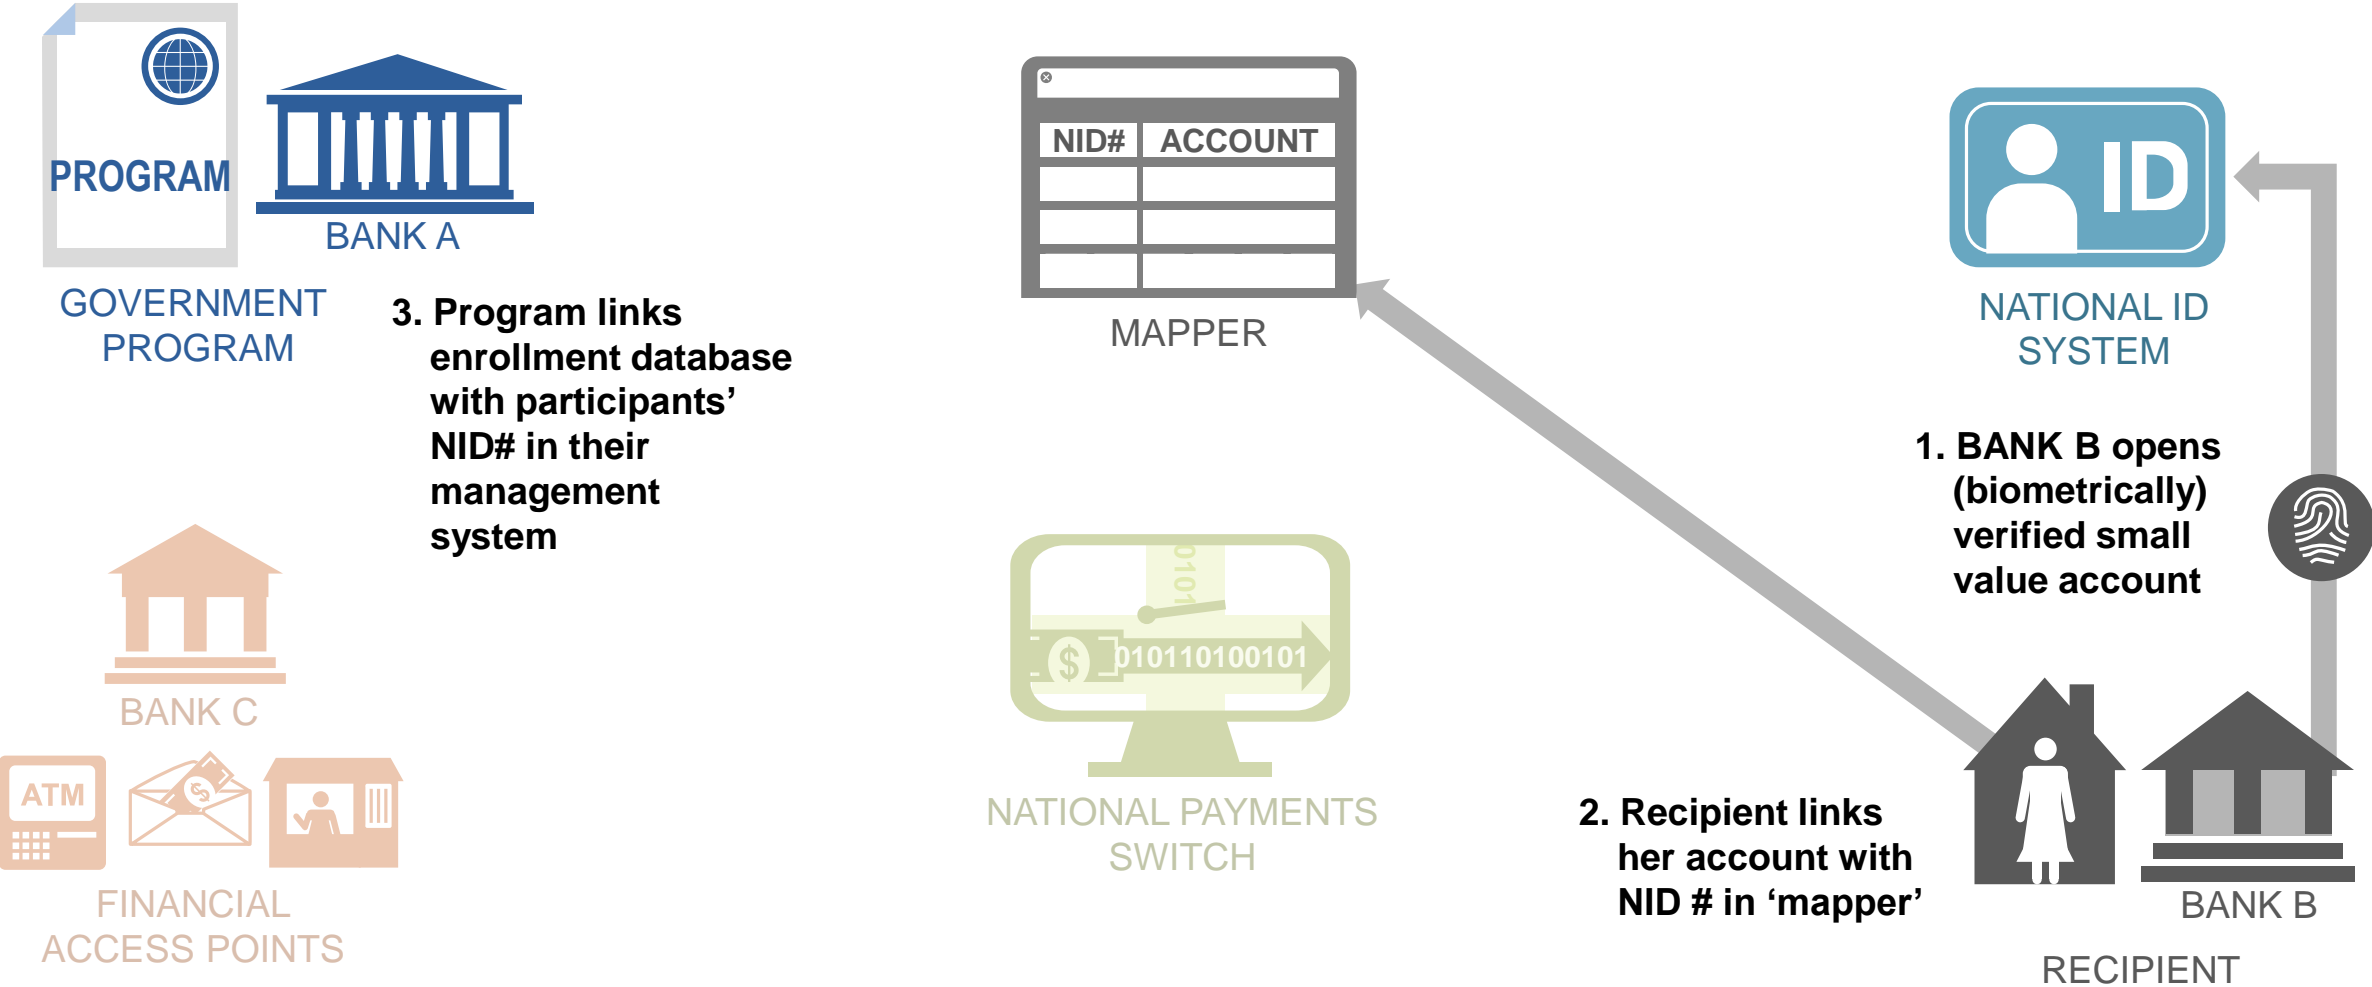 PROGRAM
BANK A
GOVERNMENT
PROGRAM
3. Program links
enrollment database
with participants’
NID# in their
management
system
NID# ACCOUNT
MAPPER
ID
NATIONAL ID
SYSTEM
1. BANK B opens
(biometrically)
verified small
value account
BANK C
ATM
$
FINANCIAL
ACCESS POINTS
0101
$ 010110100101
NATIONAL PAYMENTS
SWITCH
2. Recipient links
her account with
NID # in ‘mapper’
BANK B
RECIPIENT